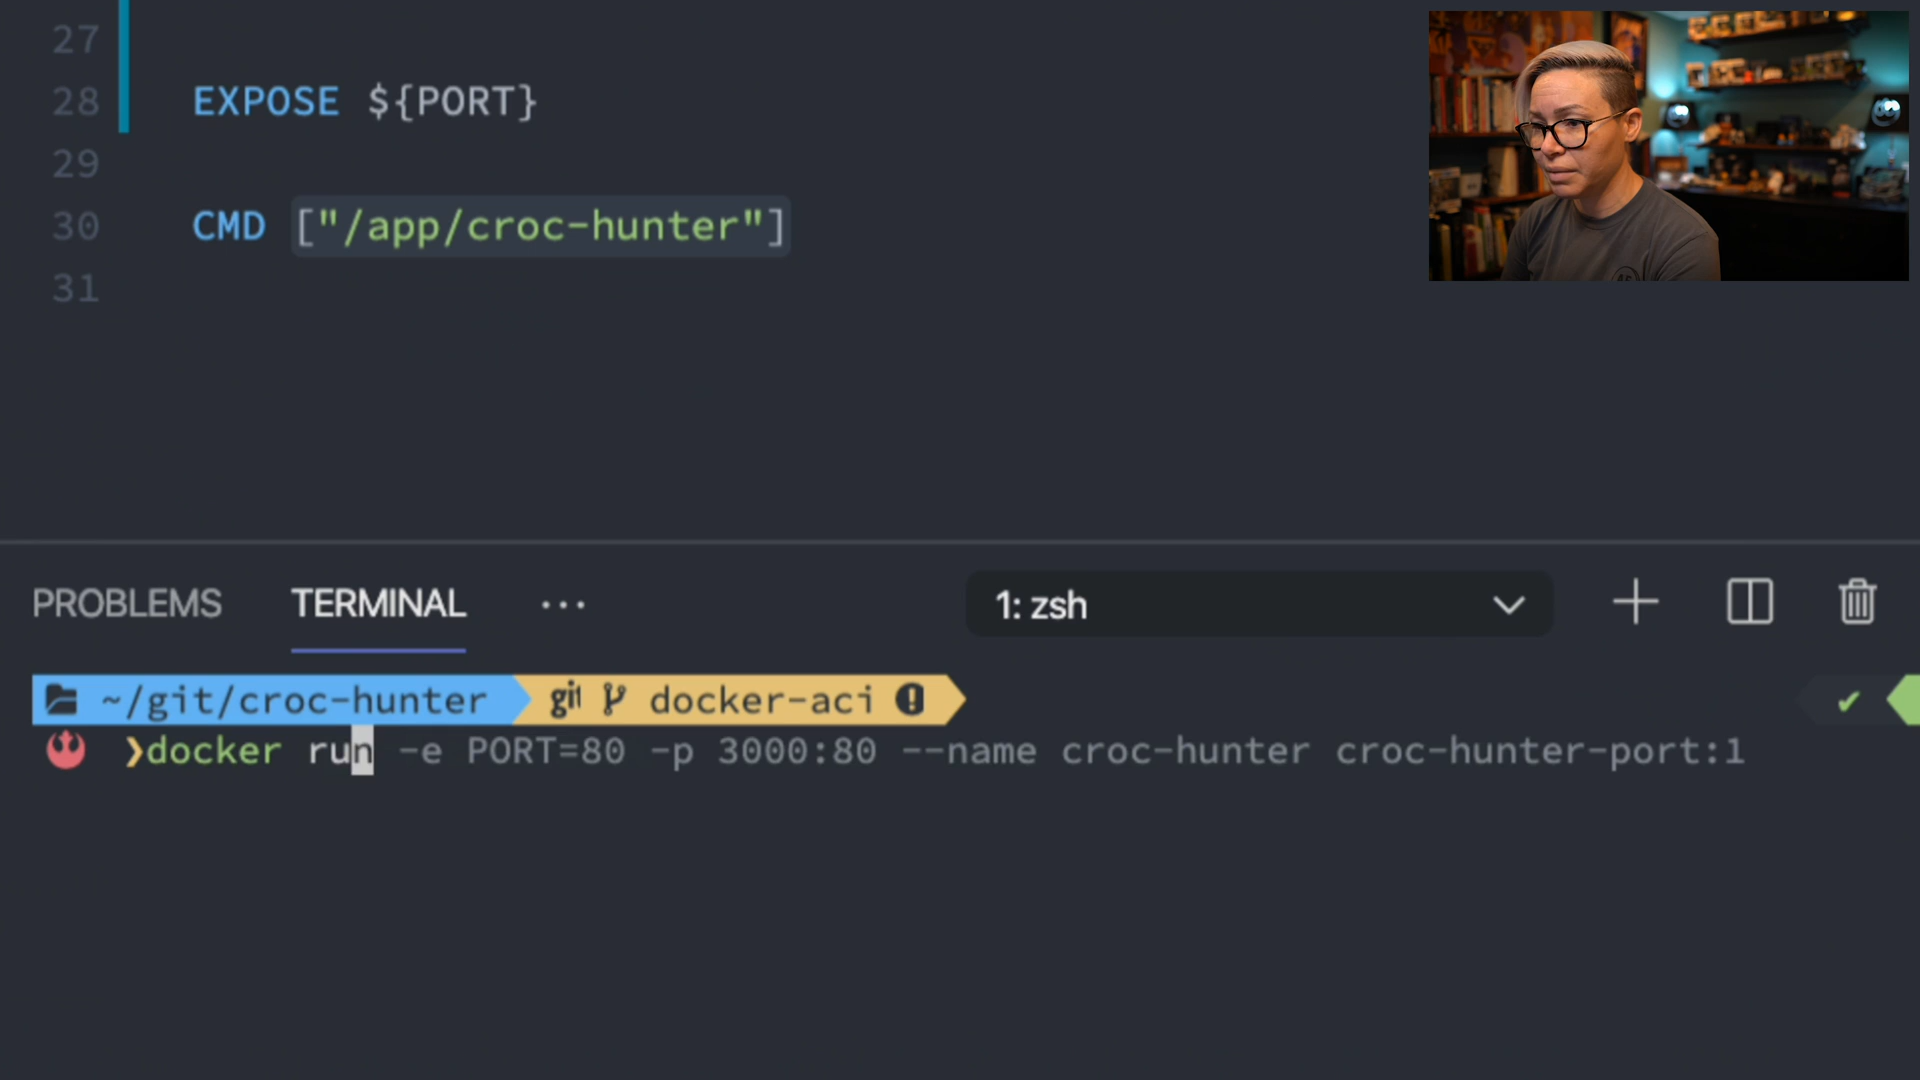 27
28 EXPOSE ${PORT}
29
30 CMD ["/app/croc-hunter"]
31
PROBLEMS TERMINAL ··· 1: zsh
~/git/croc-hunter git docker-aci
❯docker run -e PORT=80 -p 3000:80 --name croc-hunter croc-hunter-port:1